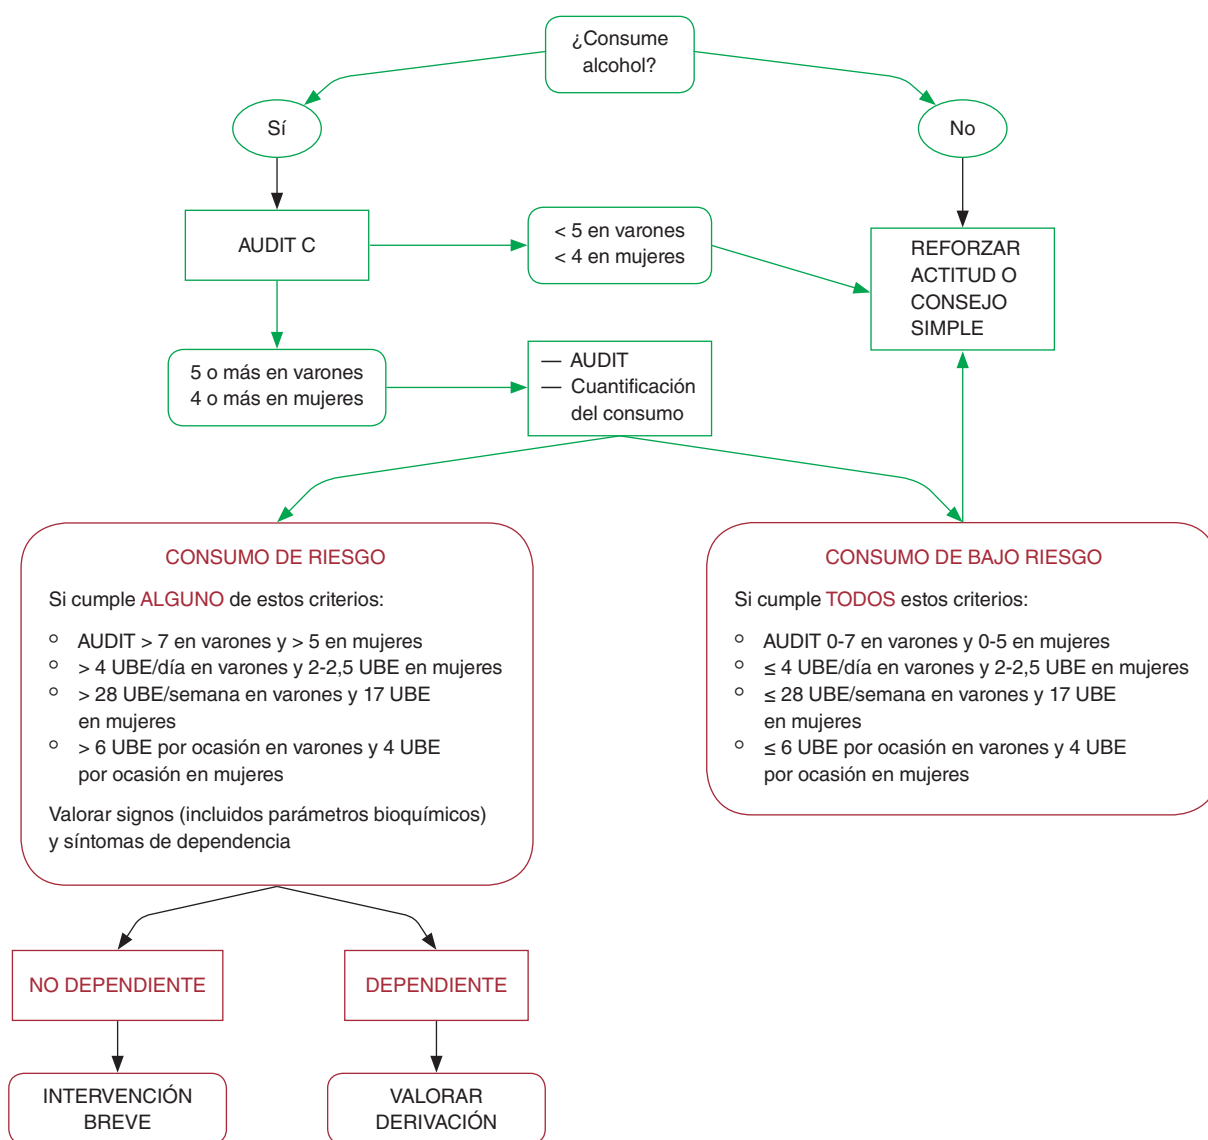 ¿Consume
alcohol?
Sí
No
AUDIT C
< 5 en varones
< 4 en mujeres
REFORZAR
ACTITUD O
CONSEJO
SIMPLE
5 o más en varones
4 o más en mujeres
— AUDIT
— Cuantificación
del consumo
CONSUMO DE RIESGO
Si cumple ALGUNO de estos criterios:
° AUDIT > 7 en varones y > 5 en mujeres
° > 4 UBE/día en varones y 2-2,5 UBE en mujeres
° > 28 UBE/semana en varones y 17 UBE
en mujeres
° > 6 UBE por ocasión en varones y 4 UBE
por ocasión en mujeres
Valorar signos (incluidos parámetros bioquímicos)
y síntomas de dependencia
CONSUMO DE BAJO RIESGO
Si cumple TODOS estos criterios:
° AUDIT 0-7 en varones y 0-5 en mujeres
° ≤ 4 UBE/día en varones y 2-2,5 UBE en mujeres
° ≤ 28 UBE/semana en varones y 17 UBE
en mujeres
° ≤ 6 UBE por ocasión en varones y 4 UBE
por ocasión en mujeres
NO DEPENDIENTE
DEPENDIENTE
INTERVENCIÓN
BREVE
VALORAR
DERIVACIÓN